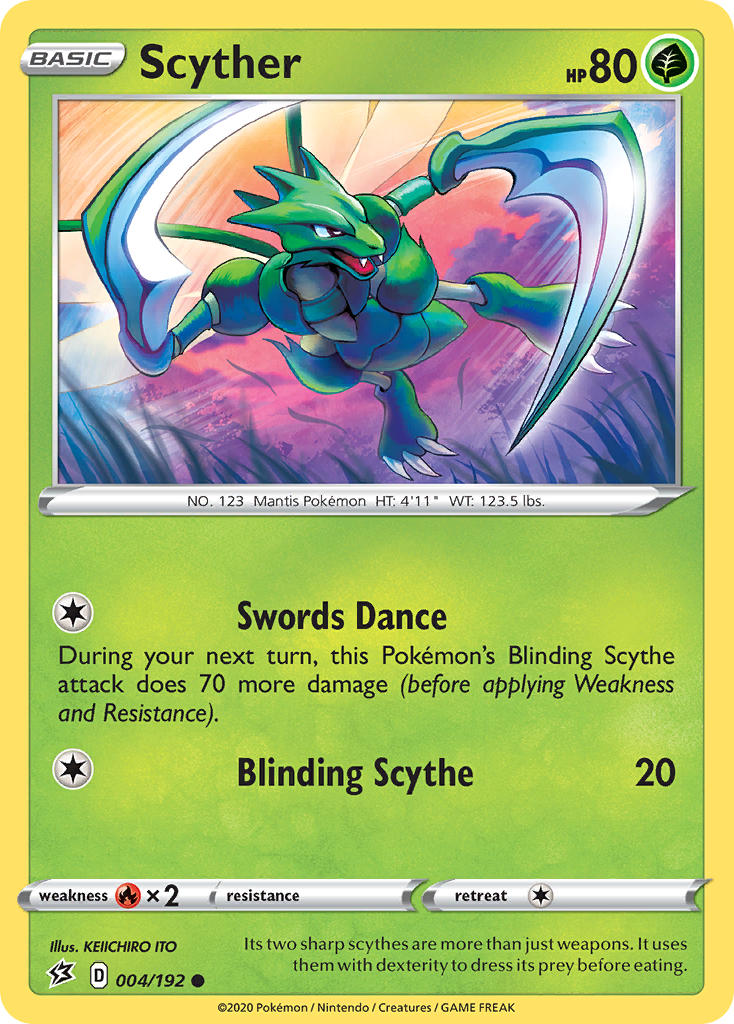 BASIC Scyther HP80
NO. 123 Mantis Pokémon HT: 4'11" WT: 123.5 lbs.
Swords Dance
During your next turn, this Pokémon's Blinding Scythe
attack does 70 more damage (before applying Weakness
and Resistance).
Blinding Scythe 20
weakness ×2 resistance retreat
Illus. KEIICHIRO ITO
Its two sharp scythes are more than just weapons. It uses
them with dexterity to dress its prey before eating.
D 004/192
©2020 Pokémon / Nintendo / Creatures / GAME FREAK